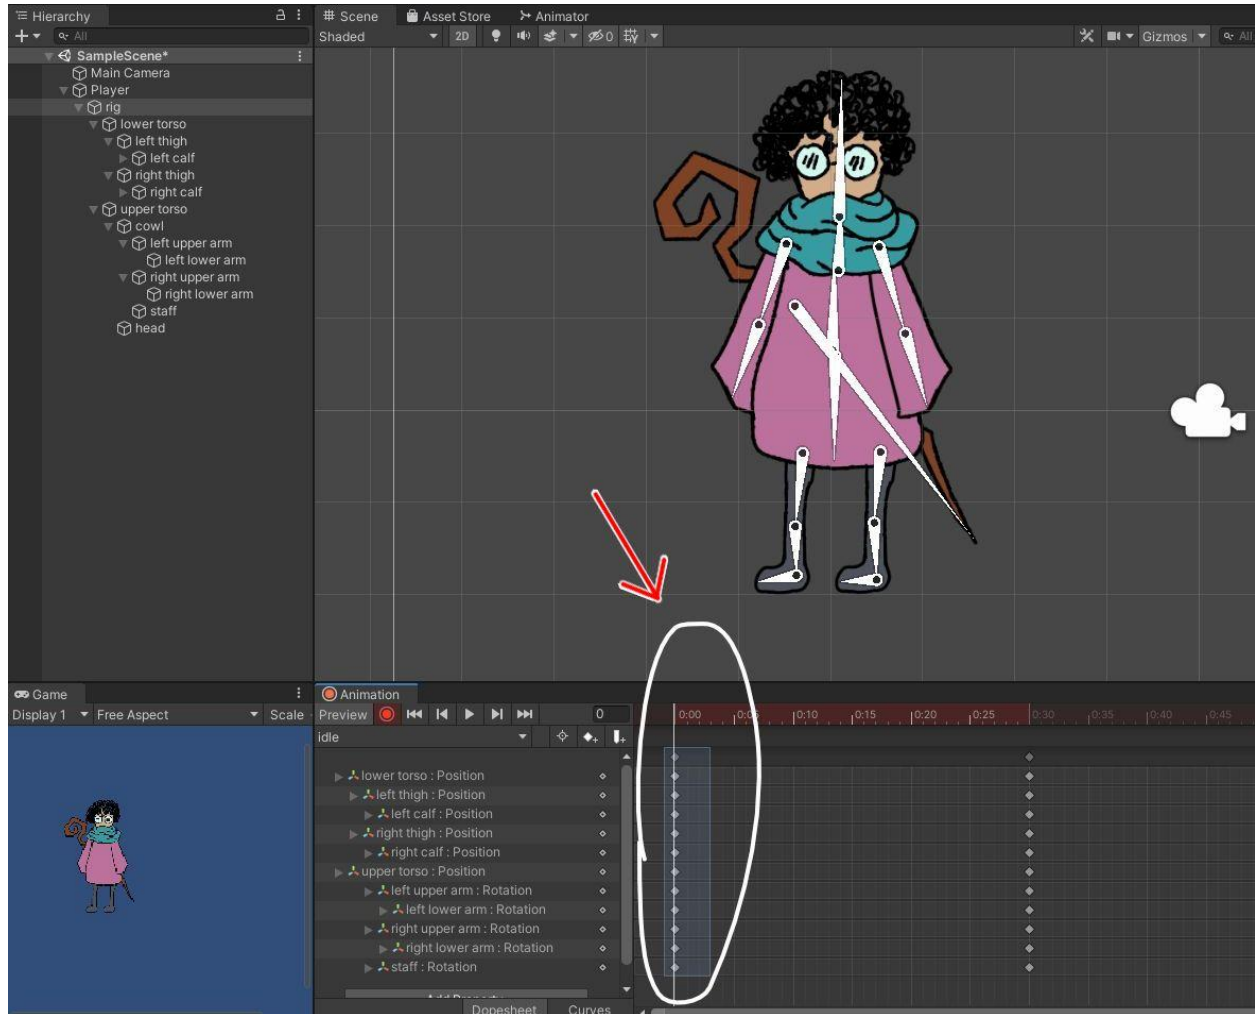 Hierarchy
All
SampleScene*
Main Camera
Player
rig
lower torso
left thigh
left calf
right thigh
right calf
upper torso
cowl
left upper arm
left lower arm
right upper arm
right lower arm
staff
head
Scene Asset Store Animator
Shaded 2D 0 Gizmos All
Game
Display 1 Free Aspect Scale
Animation
Preview 0 0:00 0:05 0:10 0:15 0:20 0:25 0:30 0:35 0:40 0:45
idle
lower torso : Position
left thigh : Position
left calf : Position
right thigh : Position
right calf : Position
upper torso : Position
left upper arm : Rotation
left lower arm : Rotation
right upper arm : Rotation
right lower arm : Rotation
staff : Rotation
Add Property
Dopesheet Curves